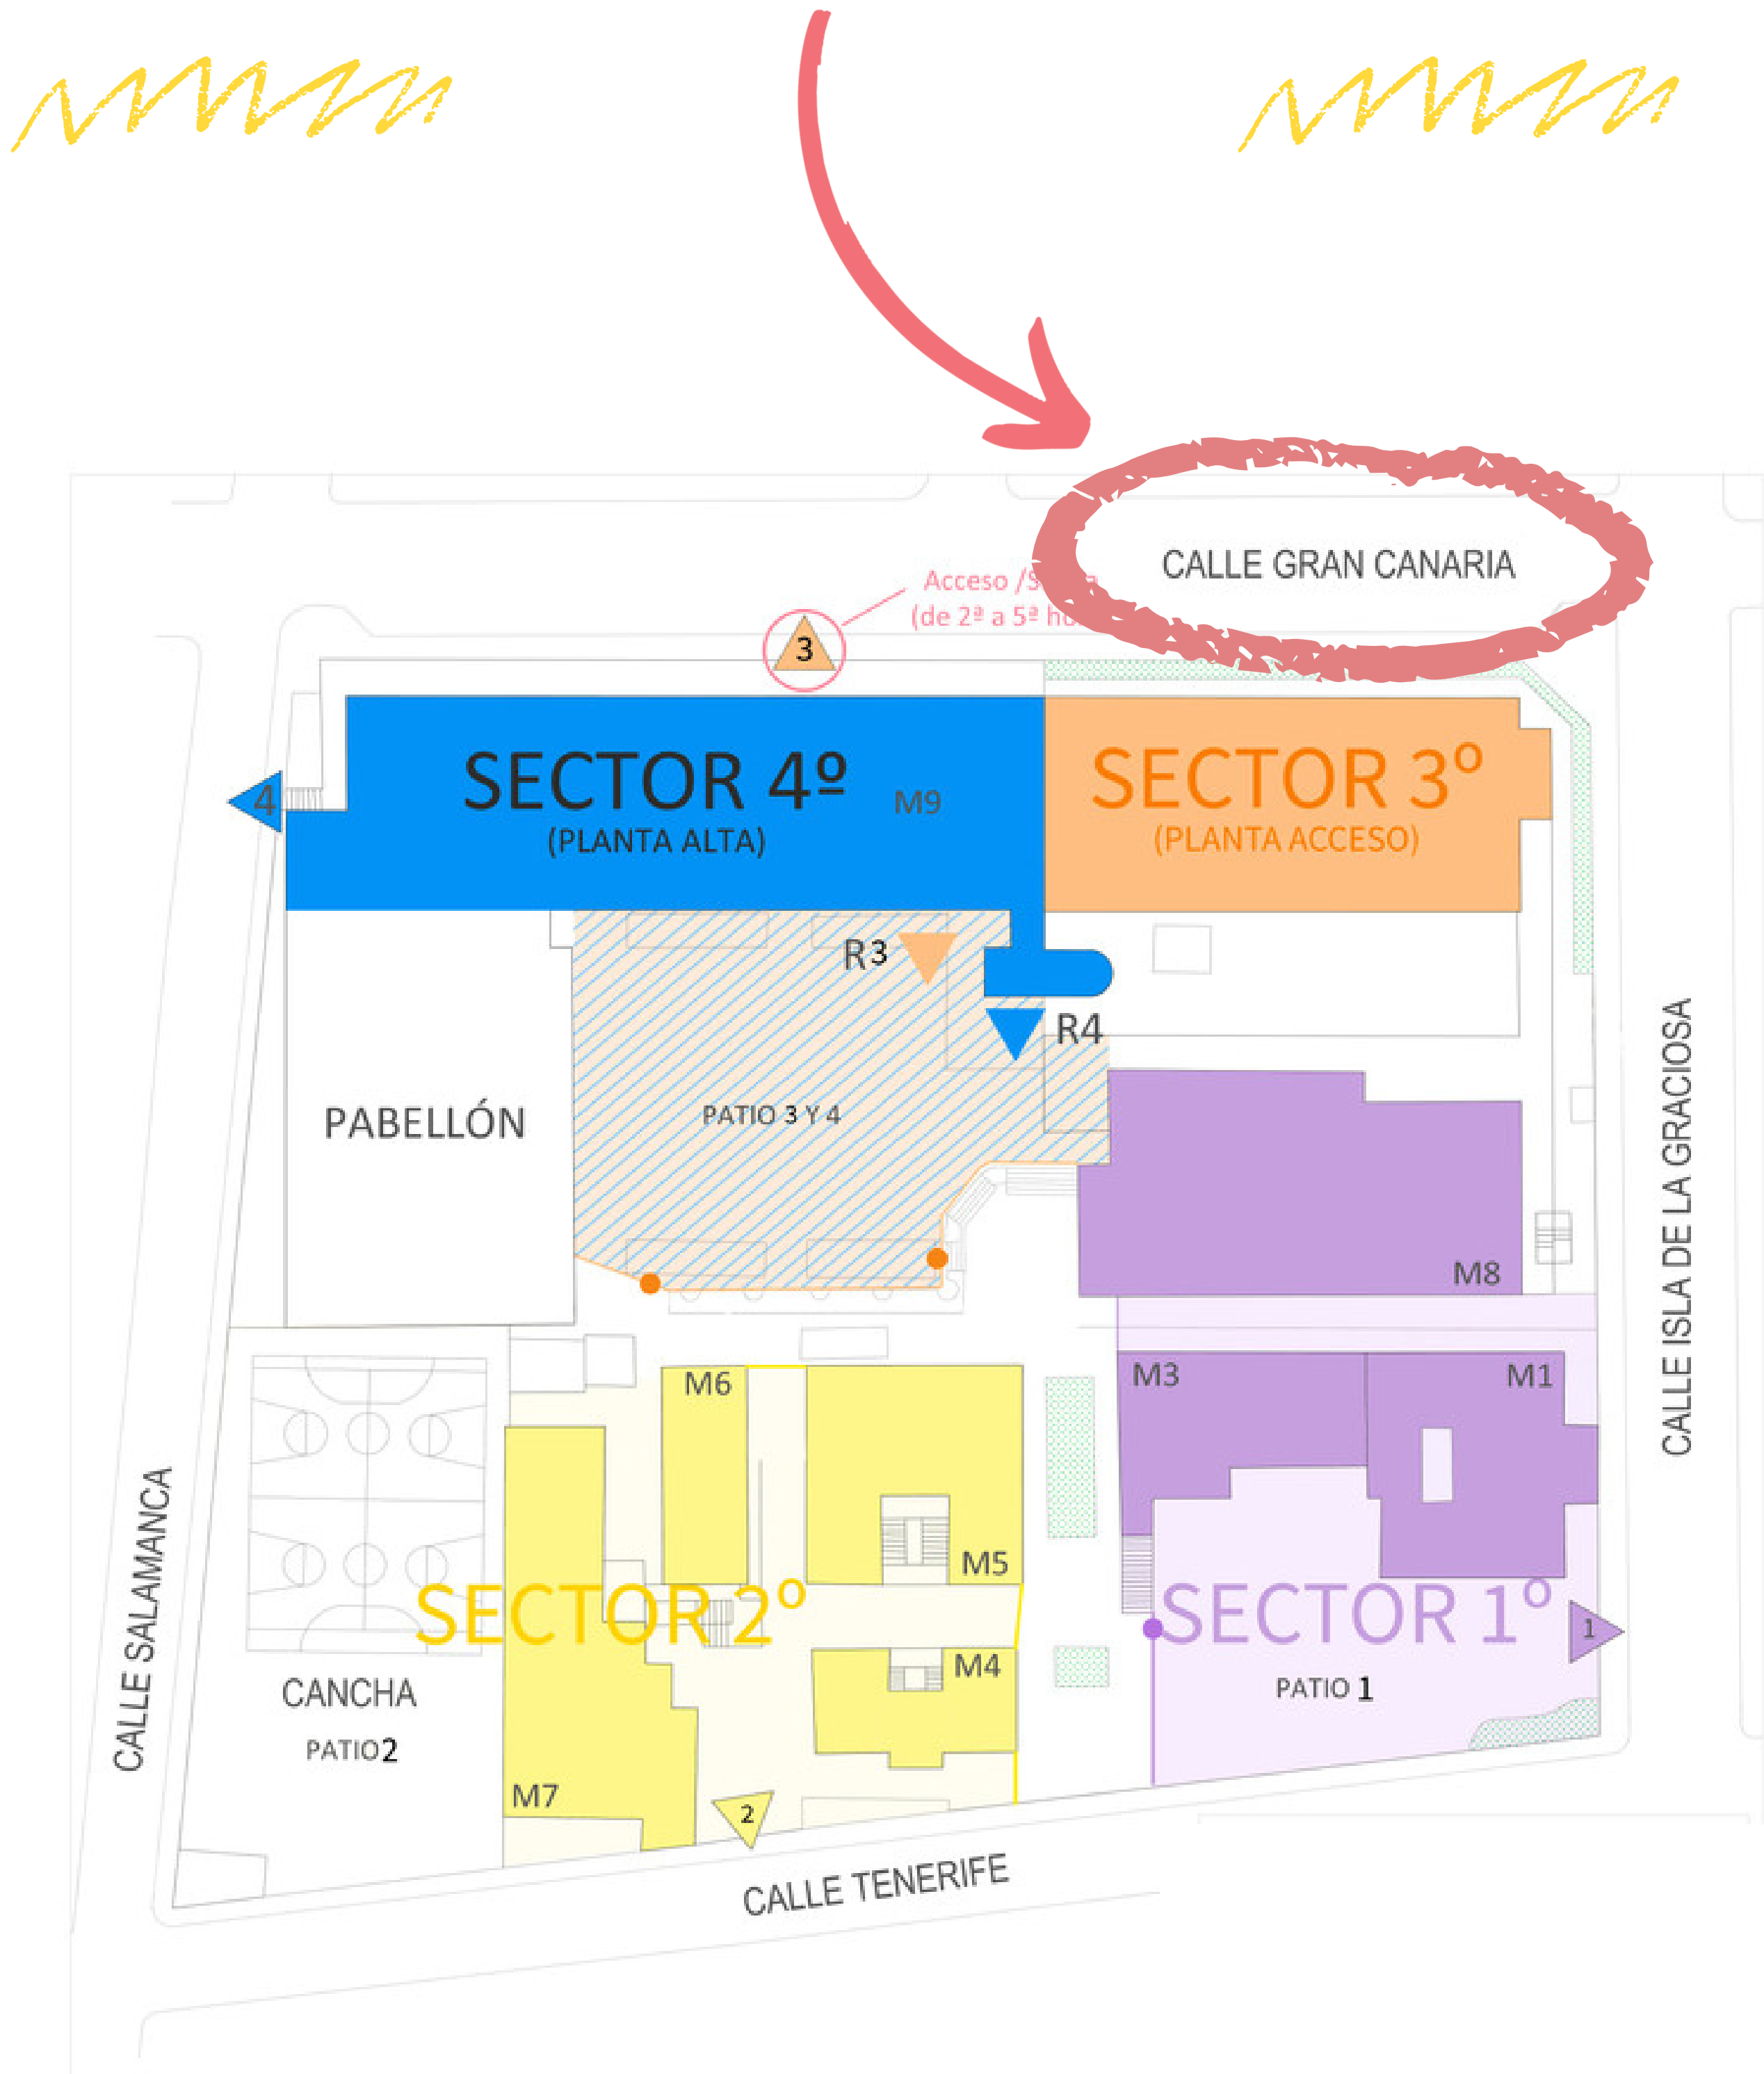 CALLE GRAN CANARIA
Acceso /S
(de 2ª a 5ª
3
SECTOR 4º
(PLANTA ALTA)
M9
SECTOR 3º
(PLANTA ACCESO)
4
R3
R4
PABELLÓN
PATIO 3 Y 4
M8
CALLE ISLA DE LA GRACIOSA
M6
M3
M1
M5
SECTOR 2º
SECTOR 1º
1
M4
PATIO 1
CALLE SALAMANCA
CANCHA
PATIO2
M7
2
CALLE TENERIFE